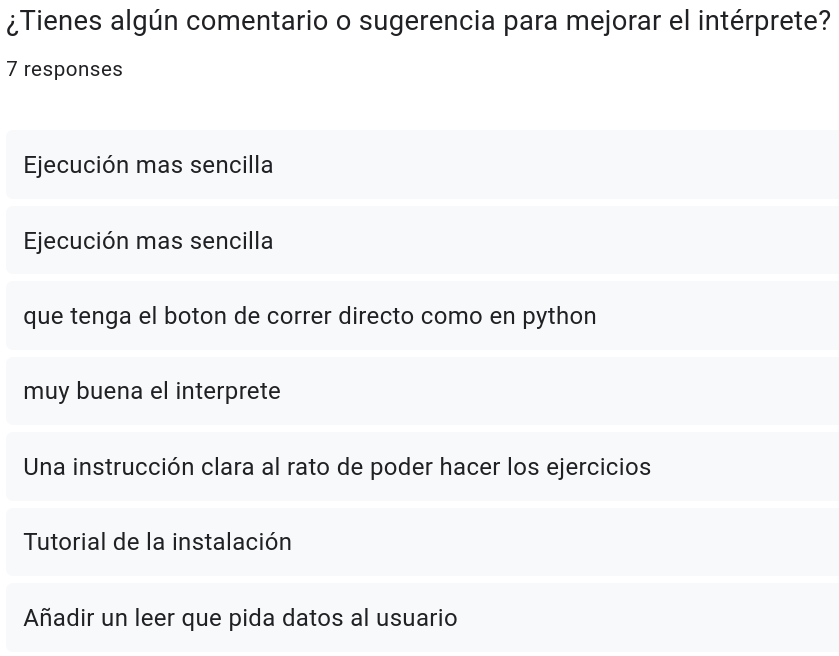 ¿Tienes algún comentario o sugerencia para mejorar el intérprete?
7 responses
Ejecución mas sencilla
Ejecución mas sencilla
que tenga el boton de correr directo como en python
muy buena el interprete
Una instrucción clara al rato de poder hacer los ejercicios
Tutorial de la instalación
Añadir un leer que pida datos al usuario